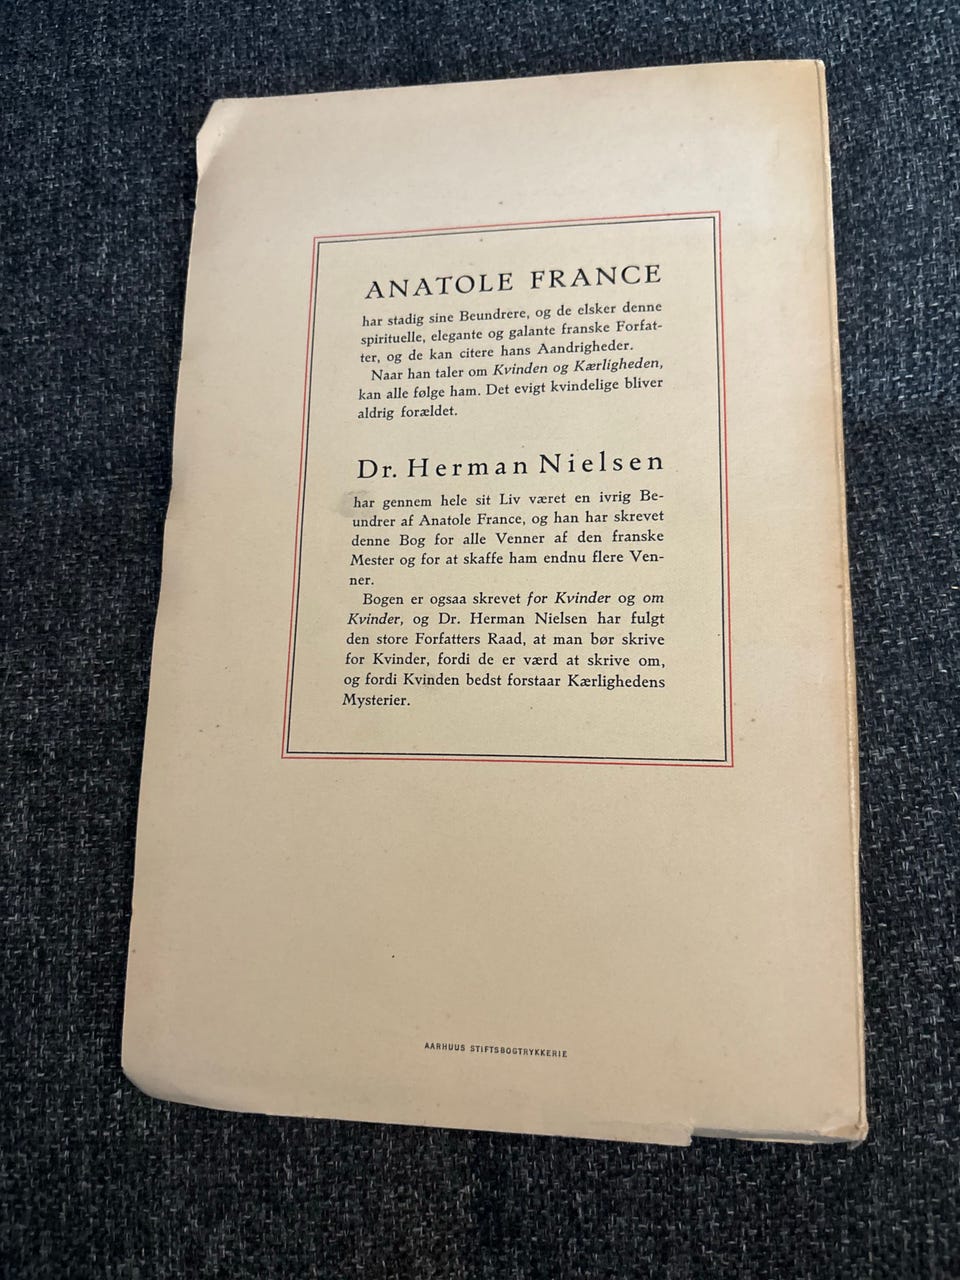 ANATOLE FRANCE
har stadig sine Beundrere, og de elsker denne
spirituelle, elegante og galante franske Forfat-
ter, og de kan citere hans Aandrigheder.
Naar han taler om Kvinden og Kærligheden,
kan alle følge ham. Det evigt kvindelige bliver
aldrig forældet.
Dr. Herman Nielsen
har gennem hele sit Liv været en ivrig Be-
undrer af Anatole France, og han har skrevet
denne Bog for alle Venner af den franske
Mester og for at skaffe ham endnu flere Ven-
ner.
Bogen er ogsaa skrevet for Kvinder og om
Kvinder, og Dr. Herman Nielsen har fulgt
den store Forfatters Raad, at man bør skrive
for Kvinder, fordi de er værd at skrive om,
og fordi Kvinden bedst forstaar Kærlighedens
Mysterier.
AARHUUS STIFTSBOGTRYKKERIE